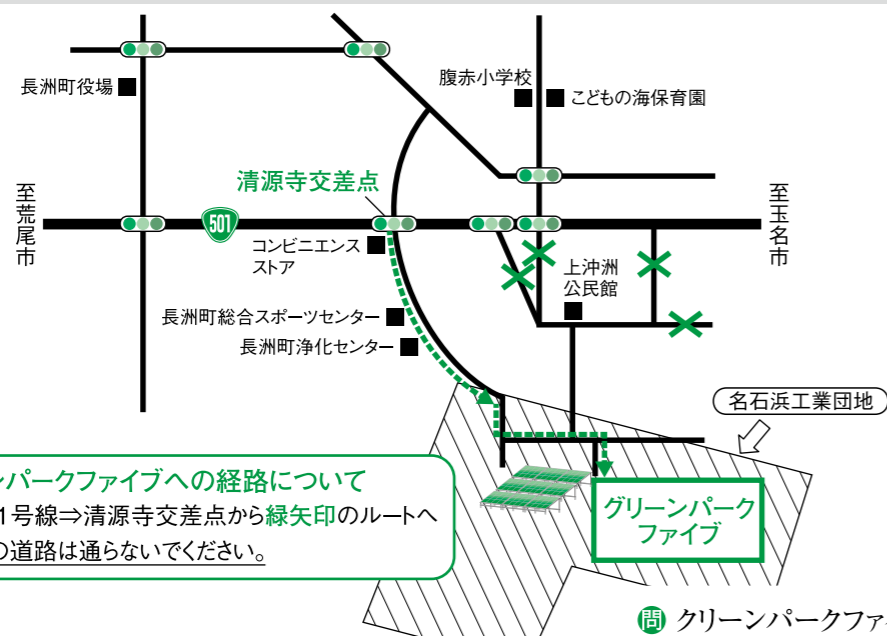 長洲町役場
腹赤小学校
こどもの海保育園
清源寺交差点
至荒尾市
501
至玉名市
コンビニエンス
ストア
上沖洲
公民館
長洲町総合スポーツセンター
長洲町浄化センター
名石浜工業団地
ンパークファイブへの経路について
1号線⇒清源寺交差点から緑矢印のルートへ
の道路は通らないでください。
グリーンパーク
ファイブ
問 クリーンパークファ